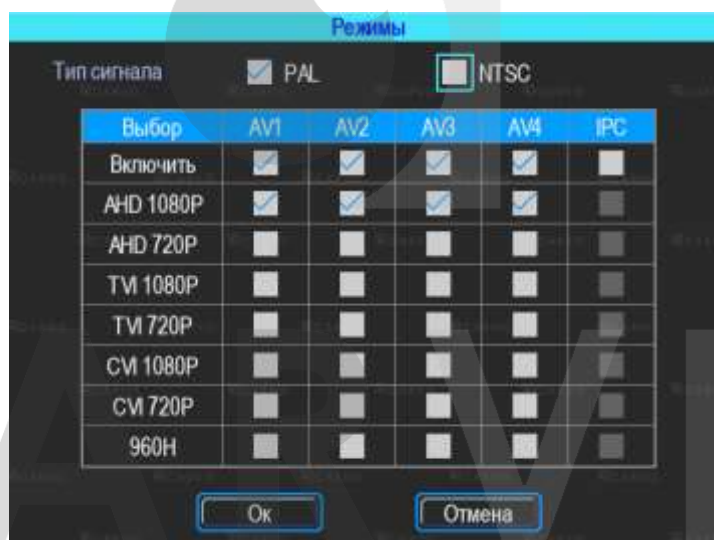 Режимы
Тип сигнала PAL NTSC
Выбор AV1 AV2 AV3 AV4 IPC
Включить
AHD 1080P
AHD 720P
TVI 1080P
TVI 720P
CVI 1080P
CVI 720P
960H
Ок Отмена